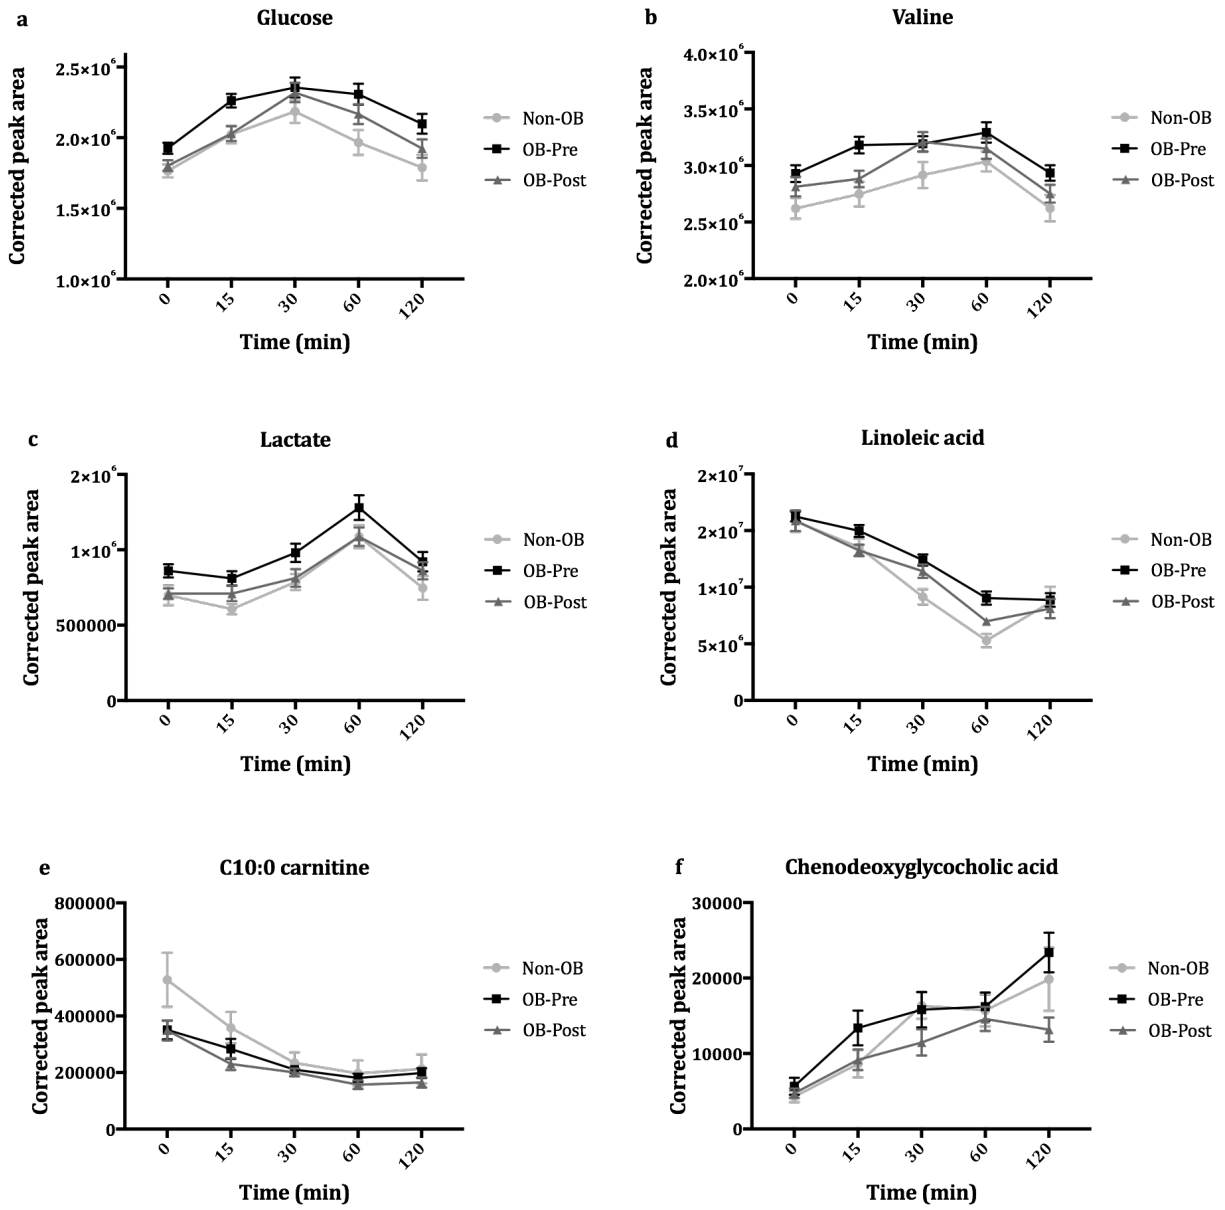 a
Glucose
Corrected peak area
2.5×10⁶
2.0×10⁶
1.5×10⁶
1.0×10⁶
0
15
30
60
120
Time (min)
Non-OB
OB-Pre
OB-Post
b
Valine
Corrected peak area
4.0×10⁶
3.5×10⁶
3.0×10⁶
2.5×10⁶
2.0×10⁶
0
15
30
60
120
Time (min)
Non-OB
OB-Pre
OB-Post
c
Lactate
Corrected peak area
2×10⁶
1×10⁶
500000
0
0
15
30
60
120
Time (min)
Non-OB
OB-Pre
OB-Post
d
Linoleic acid
Corrected peak area
2×10⁷
2×10⁷
1×10⁷
5×10⁶
0
0
15
30
60
120
Time (min)
Non-OB
OB-Pre
OB-Post
e
C10:0 carnitine
Corrected peak area
800000
600000
400000
200000
0
0
15
30
60
120
Time (min)
Non-OB
OB-Pre
OB-Post
f
Chenodeoxyglycocholic acid
Corrected peak area
30000
20000
10000
0
0
15
30
60
120
Time (min)
Non-OB
OB-Pre
OB-Post